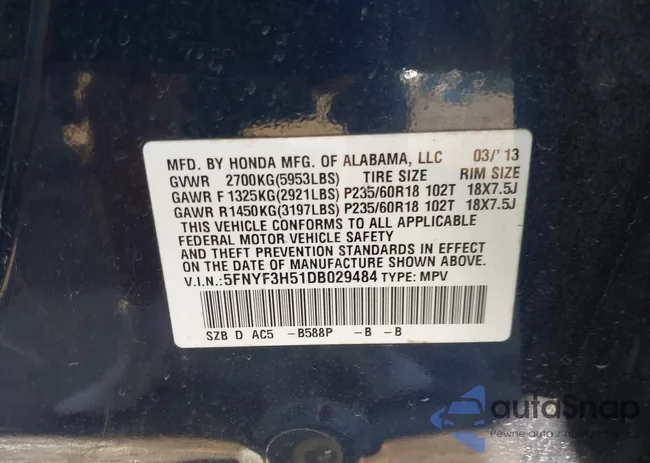 MFD. BY HONDA MFG. OF ALABAMA, LLC 03/'13
GVWR 2700KG(5953LBS) TIRE SIZE RIM SIZE
GAWR F 1325KG(2921LBS) P235/60R18 102T 18X7.5J
GAWR R1450KG(3197LBS) P235/60R18 102T 18X7.5J
THIS VEHICLE CONFORMS TO ALL APPLICABLE
FEDERAL MOTOR VEHICLE SAFETY
AND THEFT PREVENTION STANDARDS IN EFFECT
ON THE DATE OF MANUFACTURE SHOWN ABOVE.
V.I.N.:5FNYF3H51DB029484 TYPE: MPV
SZB D AC5 -B588P -B -B
autoSnap
Pewne auto z